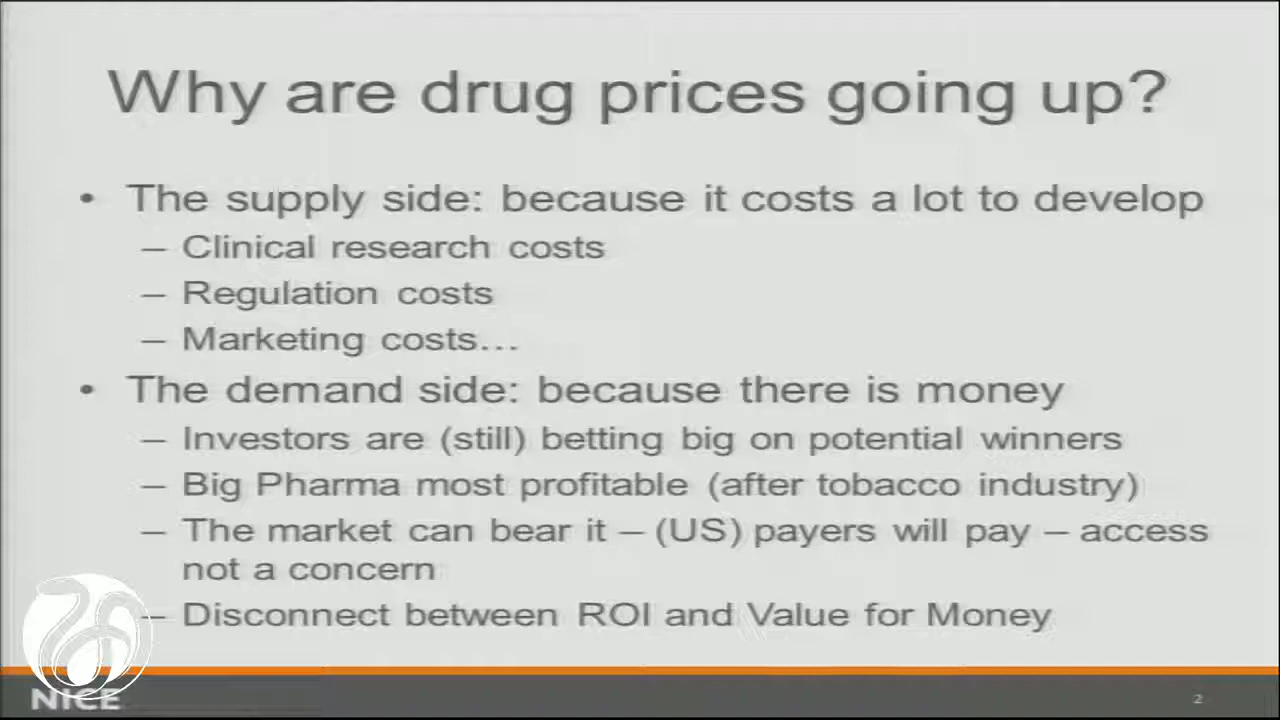 Why are drug prices going up?
• The supply side: because it costs a lot to develop
– Clinical research costs
– Regulation costs
– Marketing costs…
• The demand side: because there is money
– Investors are (still) betting big on potential winners
– Big Pharma most profitable (after tobacco industry)
– The market can bear it – (US) payers will pay – access
not a concern
– Disconnect between ROI and Value for Money
NICE
2